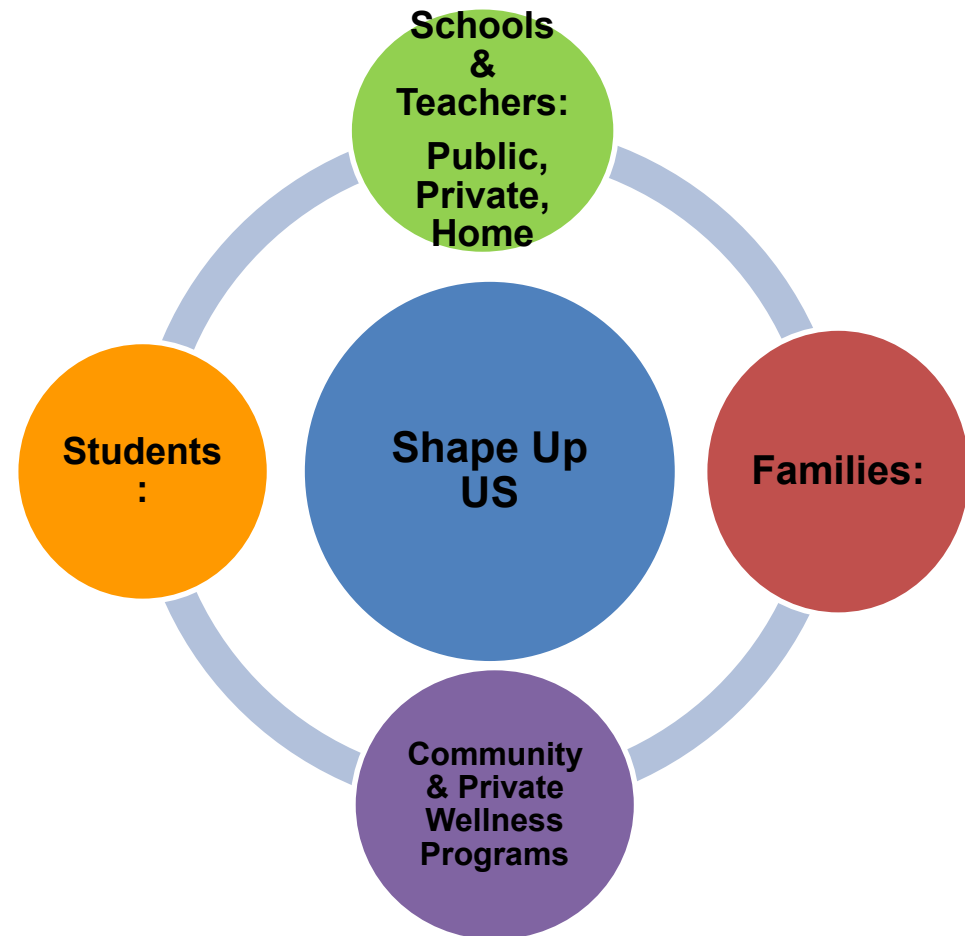 Schools
&
Teachers:
Public,
Private,
Home
Students
:
Shape Up
US
Families:
Community
& Private
Wellness
Programs